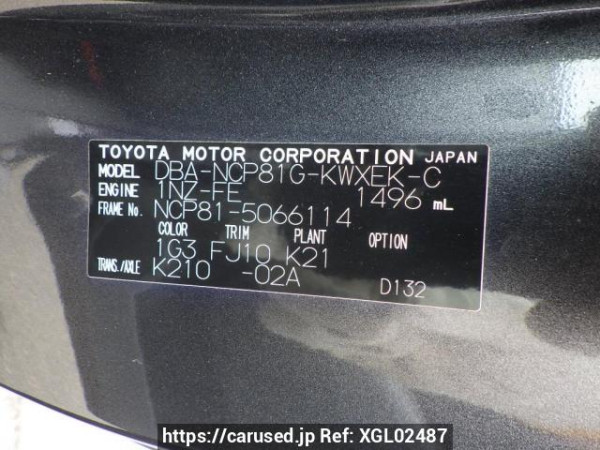 TOYOTA MOTOR CORPORATION JAPAN
MODEL DBA-NCP81G-KWXEK-C
ENGINE 1NZ-FE 1496 mL
FRAME No. NCP81-5066114
COLOR TRIM PLANT OPTION
1G3 FJ10 K21
TRANS./AXLE K210 -02A D132
https://carused.jp Ref: XGL02487